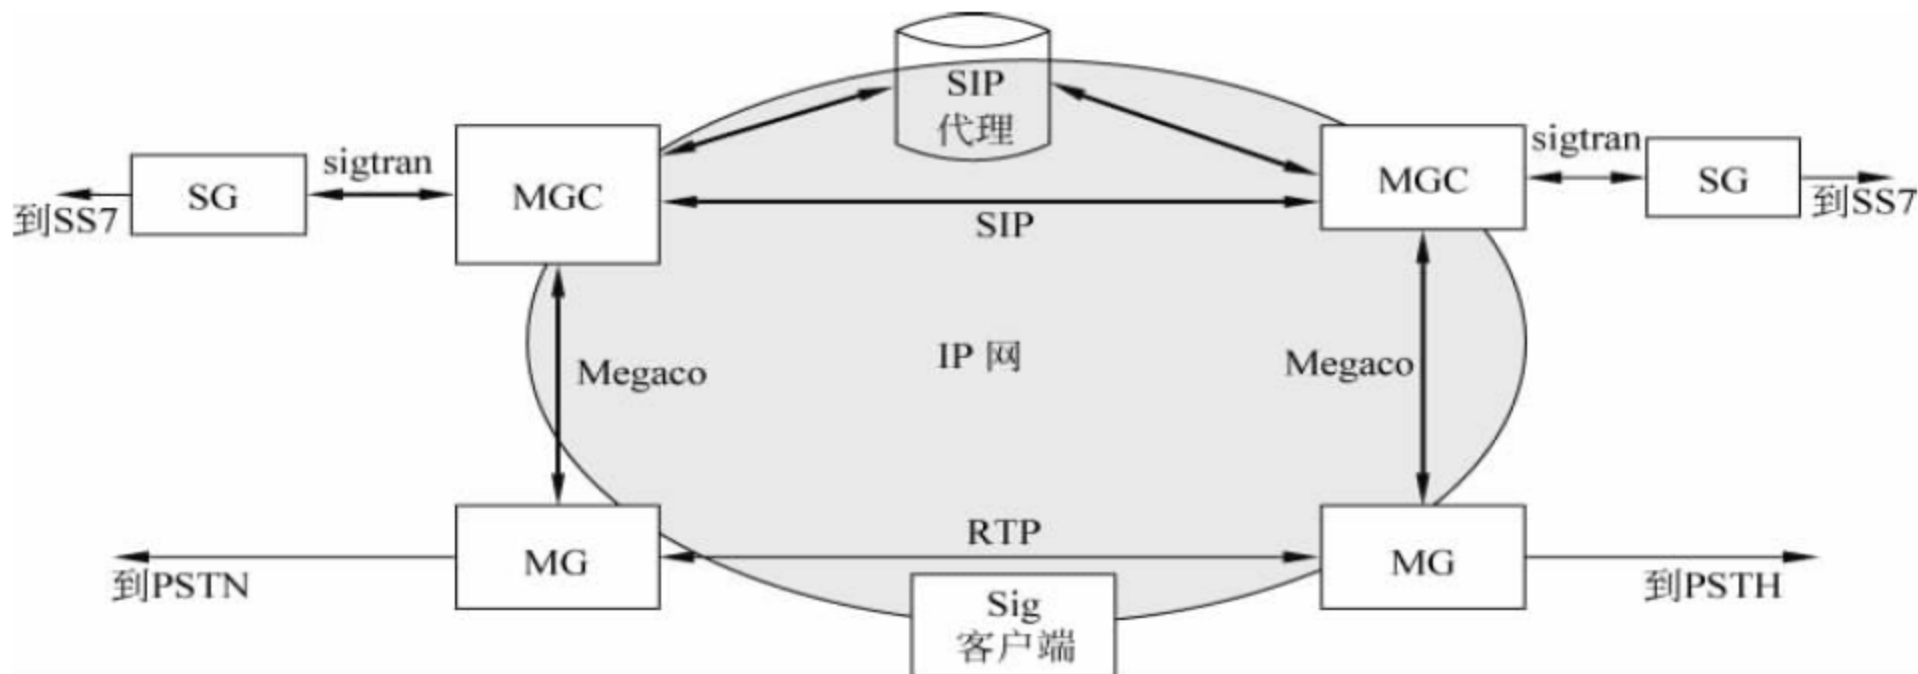 SIP
代理
sigtran
SG
到SS7
MGC
SIP
MGC
sigtran
SG
到SS7
Megaco
IP 网
Megaco
到PSTN
MG
RTP
MG
到PSTH
Sig
客户端